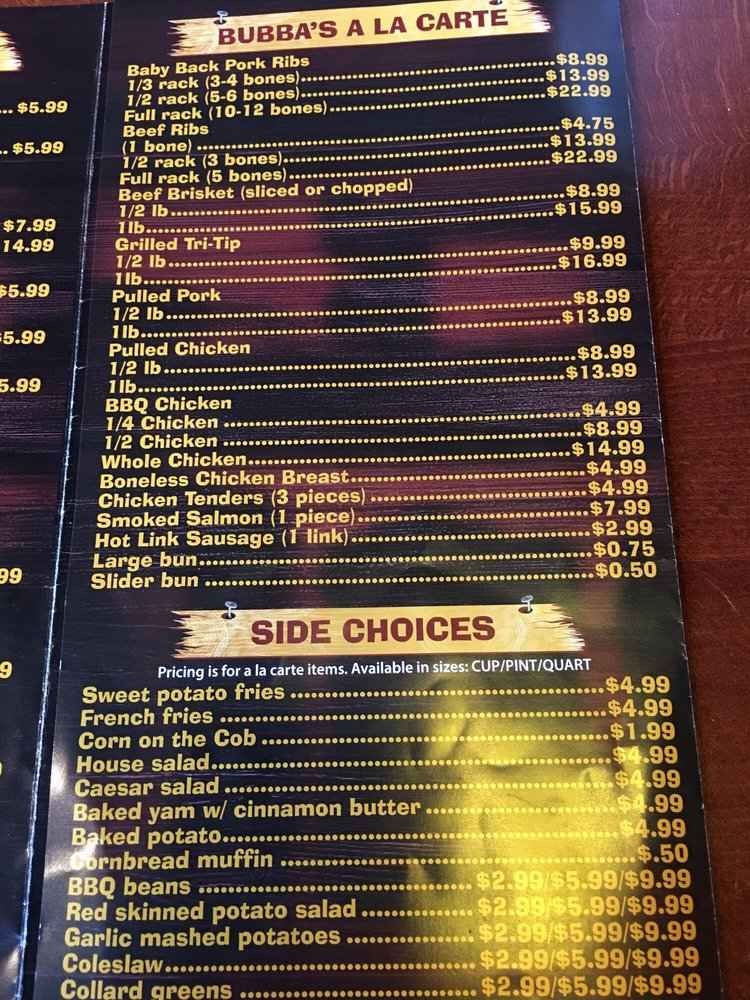 ... $5.99
.. $5.99
$7.99
14.99
$5.99
$5.99
5.99
99
9
BUBBA'S A LA CARTE
Baby Back Pork Ribs
1/3 rack (3-4 bones)........................................$8.99
1/2 rack (5-6 bones)........................................$13.99
Full rack (10-12 bones)........................................$22.99
Beef Ribs
(1 bone)........................................$4.75
1/2 rack (3 bones)........................................$13.99
Full rack (5 bones)........................................$22.99
Beef Brisket (sliced or chopped)
1/2 lb........................................$8.99
1lb........................................$15.99
Grilled Tri-Tip
1/2 lb........................................$9.99
1lb........................................$16.99
Pulled Pork
1/2 lb........................................$8.99
1lb........................................$13.99
Pulled Chicken
1/2 lb........................................$8.99
1lb........................................$13.99
BBQ Chicken
1/4 Chicken ........................................$4.99
1/2 Chicken ........................................$8.99
Whole Chicken........................................$14.99
Boneless Chicken Breast........................................$4.99
Chicken Tenders (3 pieces) ........................................$4.99
Smoked Salmon (1 piece)........................................$7.99
Hot Link Sausage (1 link)........................................$2.99
Large bun........................................$0.75
Slider bun ........................................$0.50
SIDE CHOICES
Pricing is for a la carte items. Available in sizes: CUP/PINT/QUART
Sweet potato fries ........................................$4.99
French fries ........................................$4.99
Corn on the Cob ........................................$1.99
House salad........................................$4.99
Caesar salad ........................................$4.99
Baked yam w/ cinnamon butter ........................................$4.99
Baked potato........................................$4.99
Cornbread muffin ........................................$.50
BBQ beans ........................................$2.99/$5.99/$9.99
Red skinned potato salad ........................................$2.99/$5.99/$9.99
Garlic mashed potatoes ........................................$2.99/$5.99/$9.99
Coleslaw........................................$2.99/$5.99/$9.99
Collard greens ........................................$2.99/$5.99/$9.99